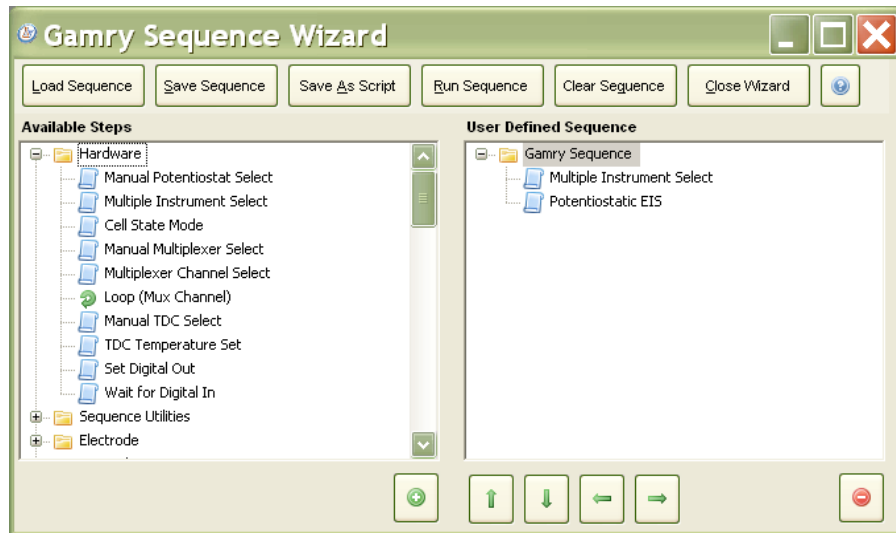 Gamry Sequence Wizard
Load Sequence Save Sequence Save As Script Run Sequence Clear Sequence Close Wizard
Available Steps
Hardware
Manual Potentiostat Select
Multiple Instrument Select
Cell State Mode
Manual Multiplexer Select
Multiplexer Channel Select
Loop (Mux Channel)
Manual TDC Select
TDC Temperature Set
Set Digital Out
Wait for Digital In
Sequence Utilities
Electrode
User Defined Sequence
Gamry Sequence
Multiple Instrument Select
Potentiostatic EIS